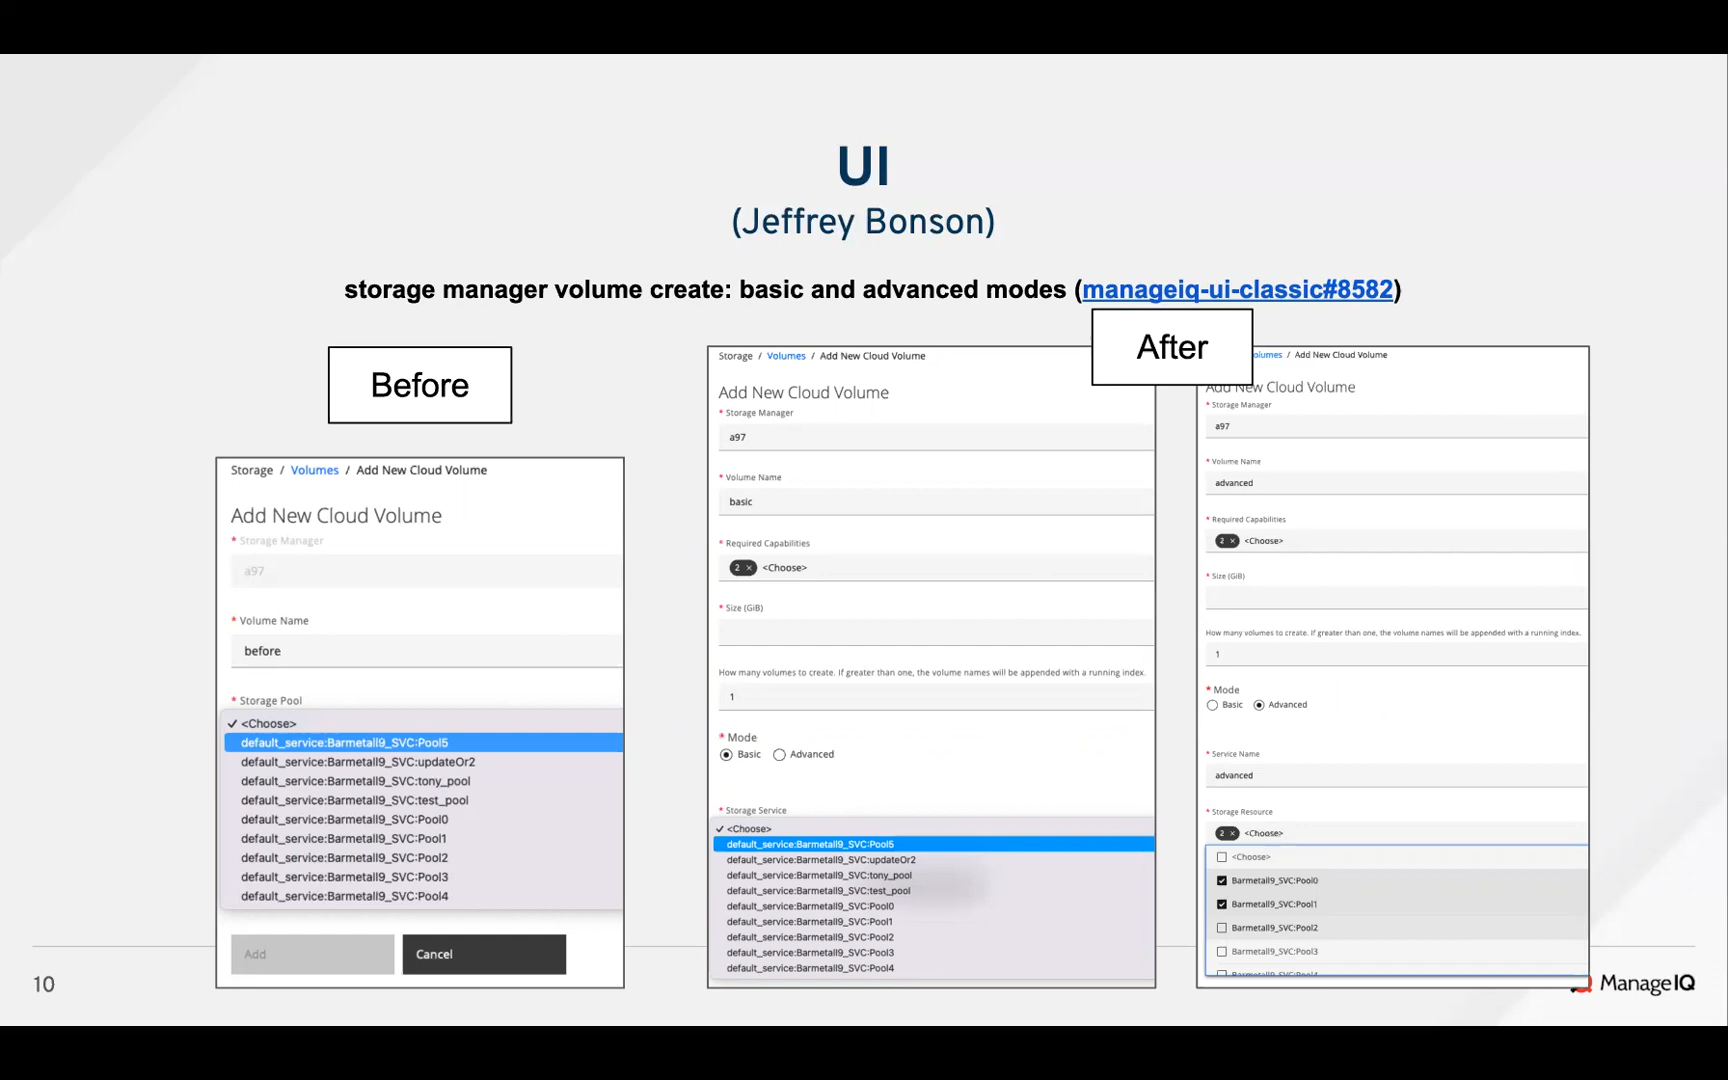 UI
(Jeffrey Bonson)
storage manager volume create: basic and advanced modes (manageiq-ui-classic#8582)
Before
Storage / Volumes / Add New Cloud Volume
Add New Cloud Volume
* Storage Manager
a97
* Volume Name
before
* Storage Pool
✓ <Choose>
default_service:Barmetall9_SVC:Pool5
default_service:Barmetall9_SVC:updateOr2
default_service:Barmetall9_SVC:tony_pool
default_service:Barmetall9_SVC:test_pool
default_service:Barmetall9_SVC:Pool0
default_service:Barmetall9_SVC:Pool1
default_service:Barmetall9_SVC:Pool2
default_service:Barmetall9_SVC:Pool3
default_service:Barmetall9_SVC:Pool4
Add Cancel
After
Storage / Volumes / Add New Cloud Volume
Add New Cloud Volume
* Storage Manager
a97
* Volume Name
basic
* Required Capabilities
2 × <Choose>
* Size (GiB)
How many volumes to create. If greater than one, the volume names will be appended with a running index.
1
* Mode
Basic Advanced
* Storage Service
✓ <Choose>
default_service:Barmetall9_SVC:Pool5
default_service:Barmetall9_SVC:updateOr2
default_service:Barmetall9_SVC:tony_pool
default_service:Barmetall9_SVC:test_pool
default_service:Barmetall9_SVC:Pool0
default_service:Barmetall9_SVC:Pool1
default_service:Barmetall9_SVC:Pool2
default_service:Barmetall9_SVC:Pool3
default_service:Barmetall9_SVC:Pool4
/ Add New Cloud Volume
Add New Cloud Volume
* Storage Manager
a97
* Volume Name
advanced
* Required Capabilities
2 × <Choose>
* Size (GiB)
How many volumes to create. If greater than one, the volume names will be appended with a running index.
1
* Mode
Basic Advanced
* Service Name
advanced
* Storage Resource
2 × <Choose>
<Choose>
Barmetall9_SVC:Pool0
Barmetall9_SVC:Pool1
Barmetall9_SVC:Pool2
Barmetall9_SVC:Pool3
10
ManageIQ